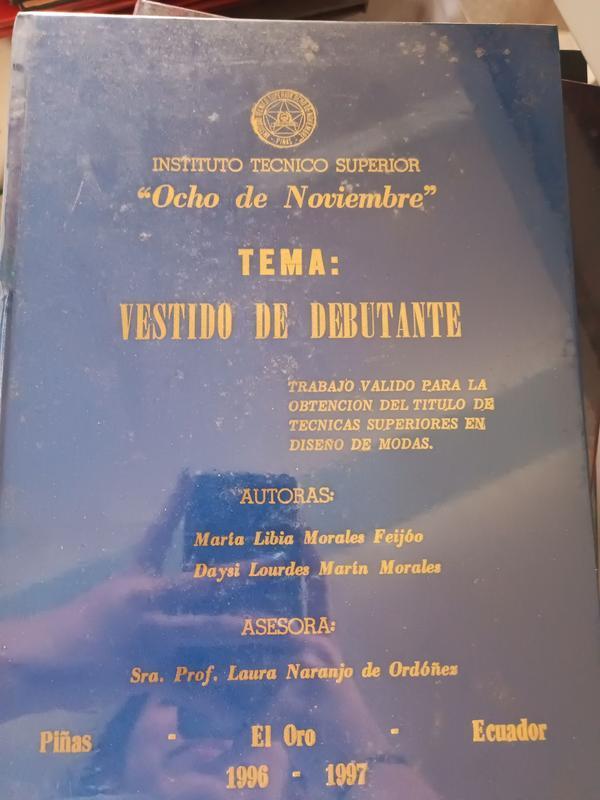 INSTITUTO TECNICO SUPERIOR
"Ocho de Noviembre"
TEMA:
VESTIDO DE DEBUTANTE
TRABAJO VALIDO PARA LA
OBTENCION DEL TITULO DE
TECNICAS SUPERIORES EN
DISEÑO DE MODAS.
AUTORAS:
María Libia Morales Feijóo
Daysi Lourdes Marín Morales
ASESORA:
Sra. Prof. Laura Naranjo de Ordóñez
Piñas - El Oro - Ecuador
1996 - 1997